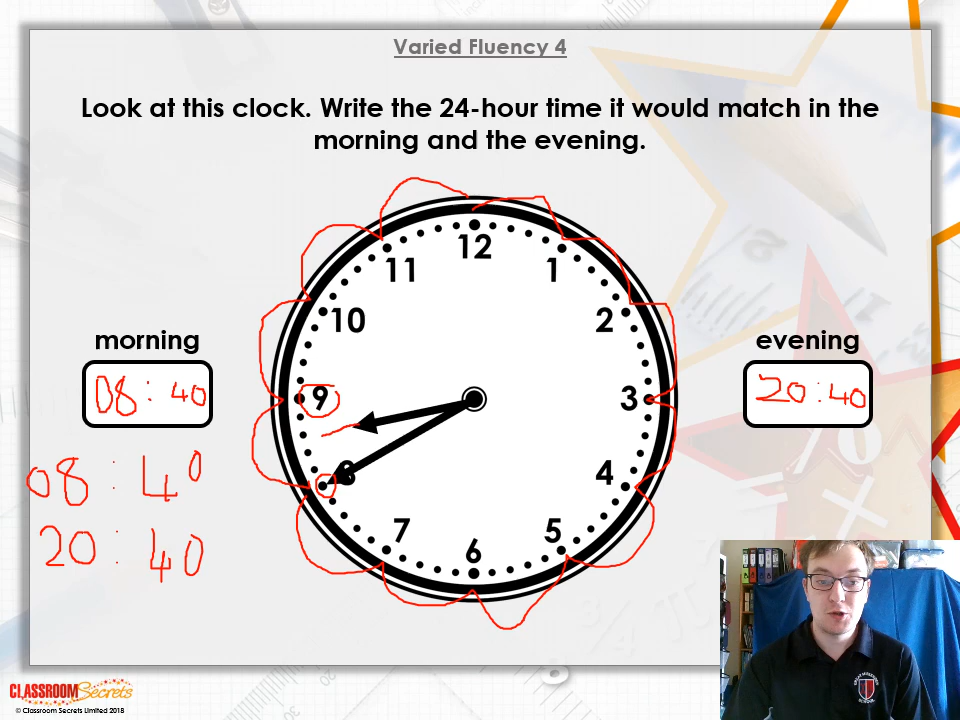 Varied Fluency 4
Look at this clock. Write the 24-hour time it would match in the
morning and the evening.
12
11
1
10
2
morning
evening
08:40
9
3
20:40
8
4
08:40
7
5
20:40
6
CLASSROOM Secrets
© Classroom Secrets Limited 2018